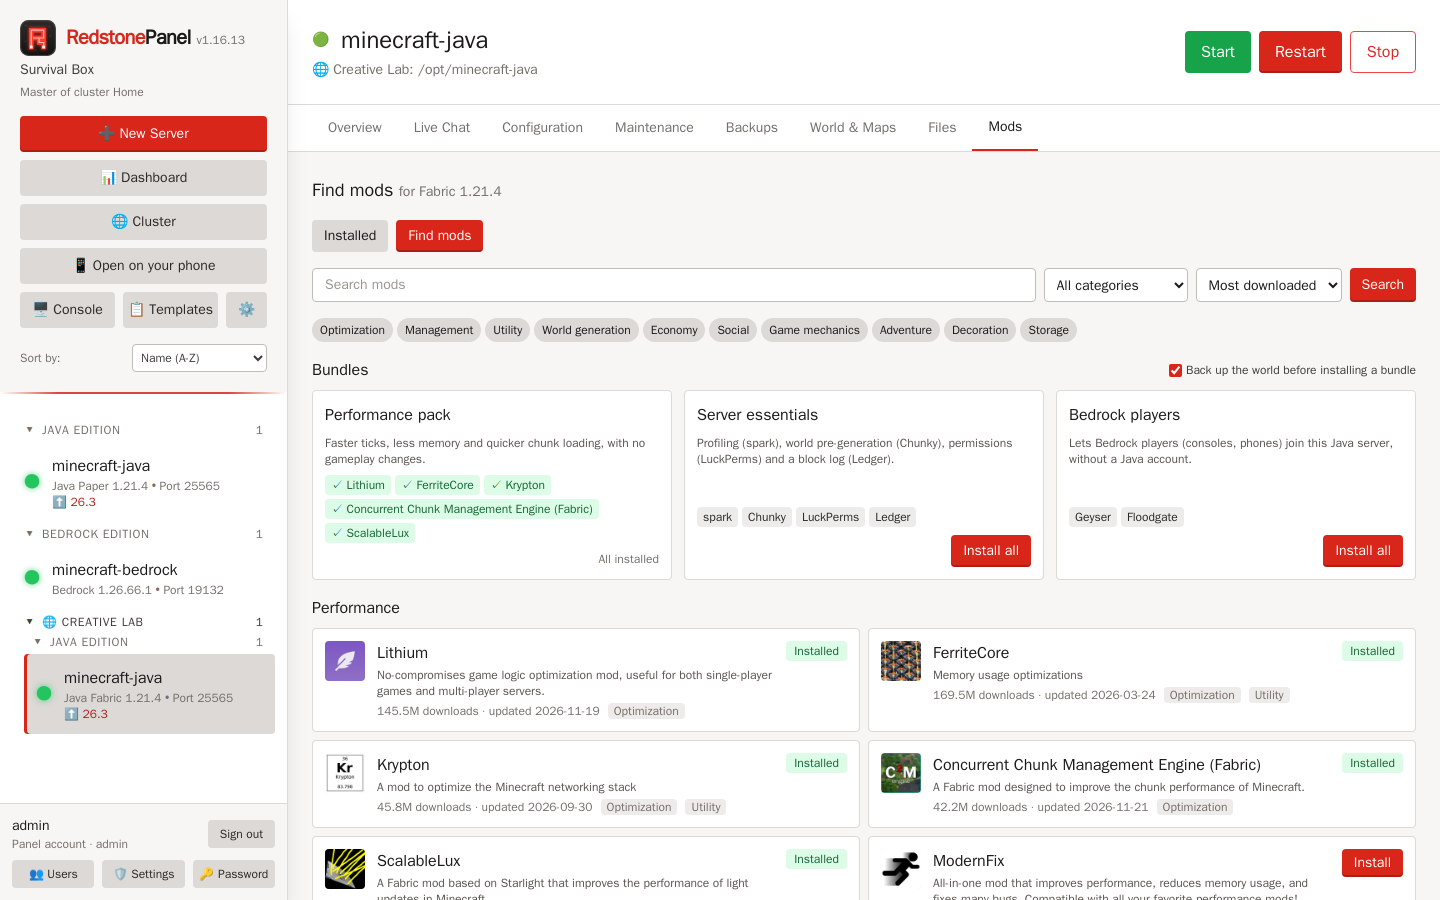 RedstonePanel v1.16.13
Survival Box
Master of cluster Home
➕ New Server
📊 Dashboard
🌐 Cluster
📱 Open on your phone
🖥️ Console
📋 Templates
⚙️
Sort by:
Name (A-Z)
▼ JAVA EDITION 1
minecraft-java
Java Paper 1.21.4 • Port 25565
⬆️ 26.3
▼ BEDROCK EDITION 1
minecraft-bedrock
Bedrock 1.26.66.1 • Port 19132
▼ 🌐 CREATIVE LAB 1
▼ JAVA EDITION 1
minecraft-java
Java Fabric 1.21.4 • Port 25565
⬆️ 26.3
admin
Panel account · admin
Sign out
👥 Users
🛡️ Settings
🔑 Password
minecraft-java
🌐 Creative Lab: /opt/minecraft-java
Start
Restart
Stop
Overview
Live Chat
Configuration
Maintenance
Backups
World & Maps
Files
Mods
Find mods for Fabric 1.21.4
Installed
Find mods
Search mods
All categories
Most downloaded
Search
Optimization
Management
Utility
World generation
Economy
Social
Game mechanics
Adventure
Decoration
Storage
Bundles
Back up the world before installing a bundle
Performance pack
Faster ticks, less memory and quicker chunk loading, with no
gameplay changes.
✓ Lithium
✓ FerriteCore
✓ Krypton
✓ Concurrent Chunk Management Engine (Fabric)
✓ ScalableLux
All installed
Server essentials
Profiling (spark), world pre-generation (Chunky), permissions
(LuckPerms) and a block log (Ledger).
spark
Chunky
LuckPerms
Ledger
Install all
Bedrock players
Lets Bedrock players (consoles, phones) join this Java server,
without a Java account.
Geyser
Floodgate
Install all
Performance
Lithium
Installed
No-compromises game logic optimization mod, useful for both single-player
games and multi-player servers.
145.5M downloads · updated 2026-11-19 Optimization
FerriteCore
Installed
Memory usage optimizations
169.5M downloads · updated 2026-03-24 Optimization Utility
Kr
Krypton
Krypton
Installed
A mod to optimize the Minecraft networking stack
45.8M downloads · updated 2026-09-30 Optimization Utility
Concurrent Chunk Management Engine (Fabric)
Installed
A Fabric mod designed to improve the chunk performance of Minecraft.
42.2M downloads · updated 2026-11-21 Optimization
ScalableLux
Installed
A Fabric mod based on Starlight that improves the performance of light
updates in Minecraft.
ModernFix
Install
All-in-one mod that improves performance, reduces memory usage, and
fixes many bugs. Compatible with all your favorite performance mods!